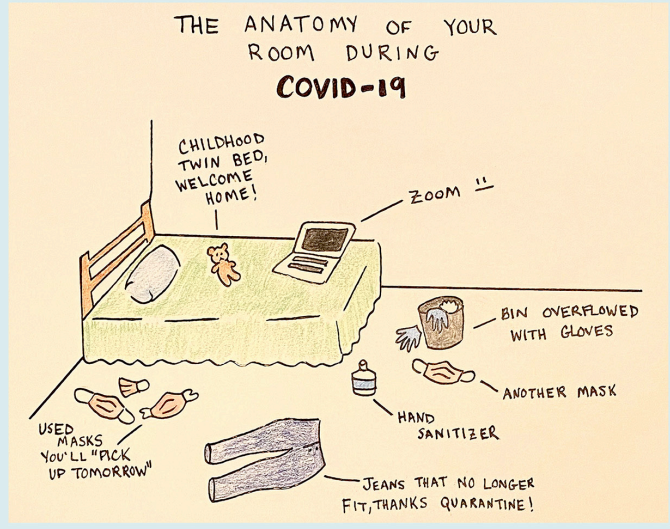 THE ANATOMY OF YOUR
ROOM DURING
COVID-19
CHILDHOOD
TWIN BED,
WELCOME
HOME!
ZOOM
BIN OVERFLOWED
WITH GLOVES
ANOTHER MASK
HAND
SANITIZER
USED
MASKS
YOU'LL "PICK
UP TOMORROW"
JEANS THAT NO LONGER
FIT, THANKS QUARANTINE!